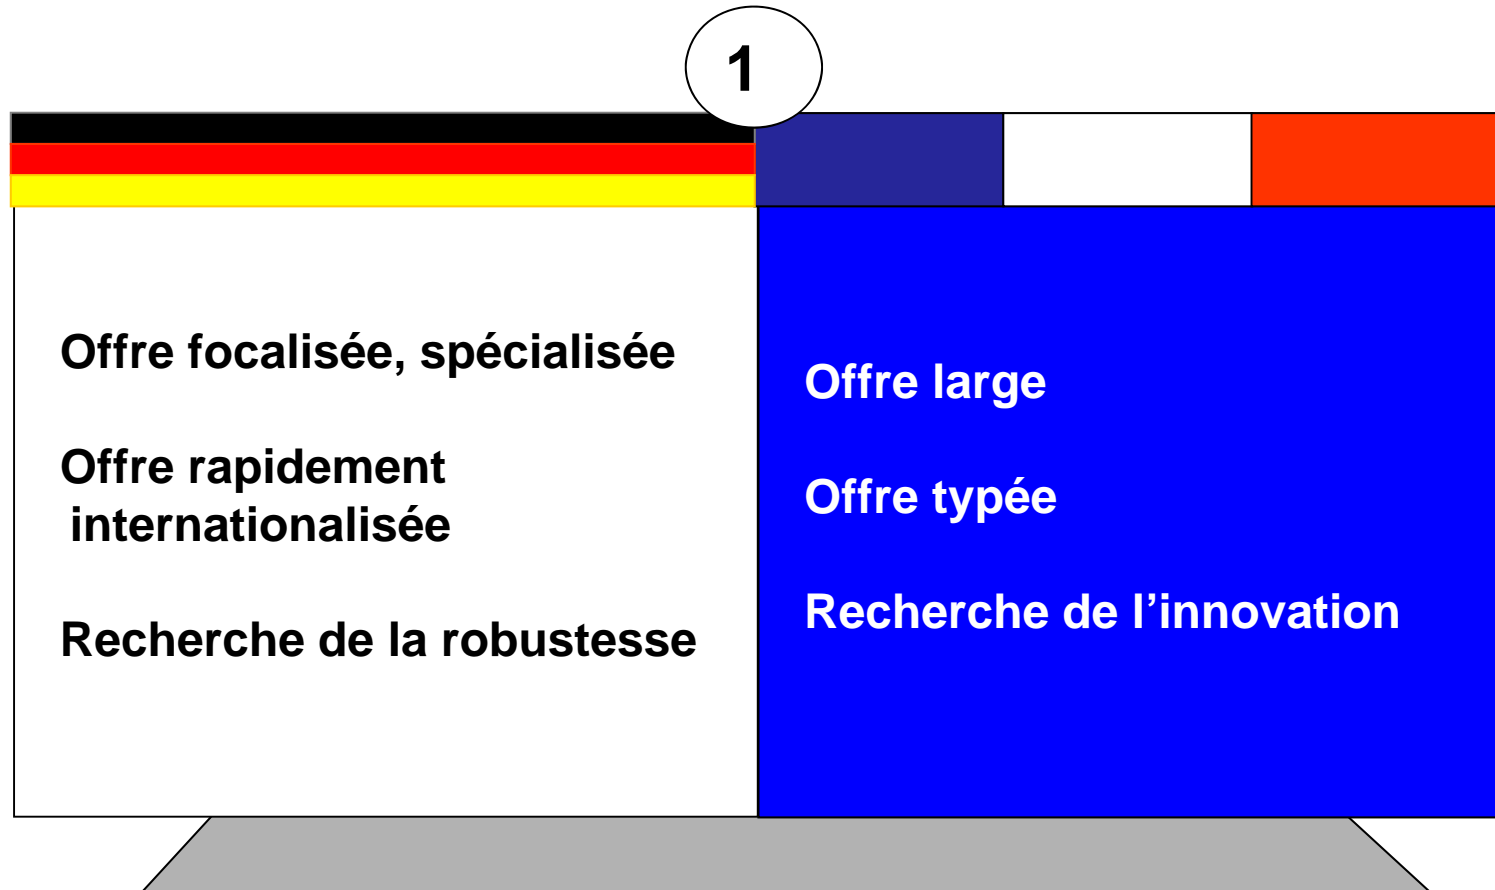 1
Offre focalisée, spécialisée
Offre rapidement
internationalisée
Recherche de la robustesse
Offre large
Offre typée
Recherche de l’innovation